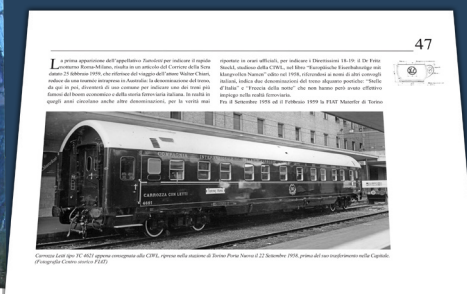 47
La prima apparizione dell'appellativo Tuttoletti per indicare il rapido
notturno Roma-Milano, risulta in un articolo del Corriere della Sera
datato 25 febbraio 1959, che riferisce del viaggio dell'attore Walter Chiari,
reduce da una tournée intrapresa in Australia: la denominazione del treno,
da qui in poi, diventerà di uso comune per indicare uno dei treni più
famosi del boom economico e della storia ferroviaria italiana. In realtà in
quegli anni circolano anche altre denominazioni, per la verità mai
riportate in orari ufficiali, per indicare i Direttissimi 18-19: il Dr Fritz
Stöckl, studioso della CIWL, nel libro "Europäische Eisenbahnzüge mit
klangvollen Namen" edito nel 1958, riferendosi ai nomi di altri convogli
italiani, indica due denominazioni del treno alquanto poetiche: "Stella
d'Italia" e "Freccia della notte" che non hanno però avuto effettivo
impiego nella realtà ferroviaria.
Fra il Settembre 1958 ed il Febbraio 1959 la FIAT Materfer di Torino
CARROZZA CON LETTI
4621
Carrozza Letti tipo YC 4621 appena consegnata alla CIWL, ripresa nella stazione di Torino Porta Nuova il 22 Settembre 1958, prima del suo trasferimento nella Capitale.
(Fotografia Centro storico FIAT)